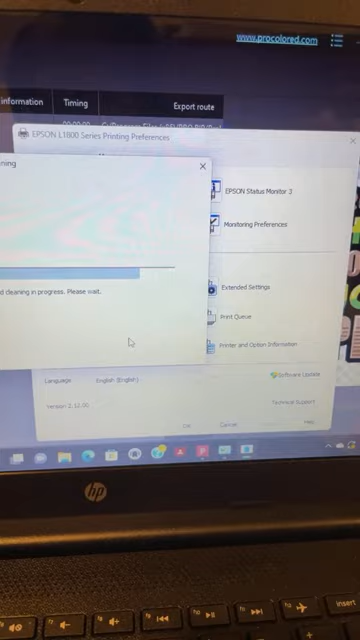 www.procolored.com
information Timing Export route
EPSON L1800 Series Printing Preferences
ning
EPSON Status Monitor 3
Monitoring Preferences
d cleaning in progress. Please wait.
Extended Settings
Print Queue
Printer and Option Information
Language English (English)
Software Update
Version 2.12.00
Technical Support
OK Cancel Help
hp
insert